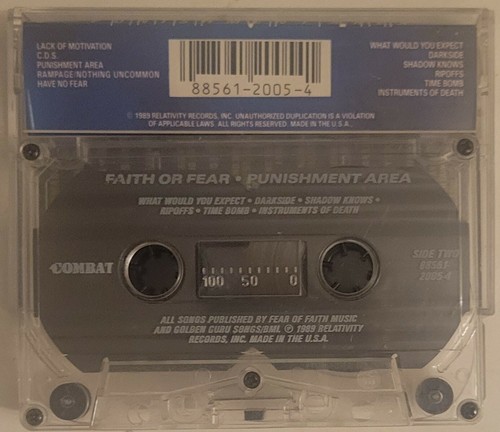 LACK OF MOTIVATION
C.D.S.
PUNISHMENT AREA
RAMPAGE/NOTHING UNCOMMON
HAVE NO FEAR
88561-2005-4
WHAT WOULD YOU EXPECT
DARKSIDE
SHADOW KNOWS
RIPOFFS
TIME BOMB
INSTRUMENTS OF DEATH
© 1989 RELATIVITY RECORDS, INC. UNAUTHORIZED DUPLICATION IS A VIOLATION
OF APPLICABLE LAWS. ALL RIGHTS RESERVED. MADE IN THE U.S.A.
FAITH OR FEAR • PUNISHMENT AREA
WHAT WOULD YOU EXPECT • DARKSIDE • SHADOW KNOWS •
RIPOFFS • TIME BOMB • INSTRUMENTS OF DEATH
COMBAT
100 50 0
SIDE TWO
88561
2005-4
ALL SONGS PUBLISHED BY FEAR OF FAITH MUSIC
AND GOLDEN GURU SONGS/BMI. ℗ 1989 RELATIVITY
RECORDS, INC. MADE IN THE U.S.A.